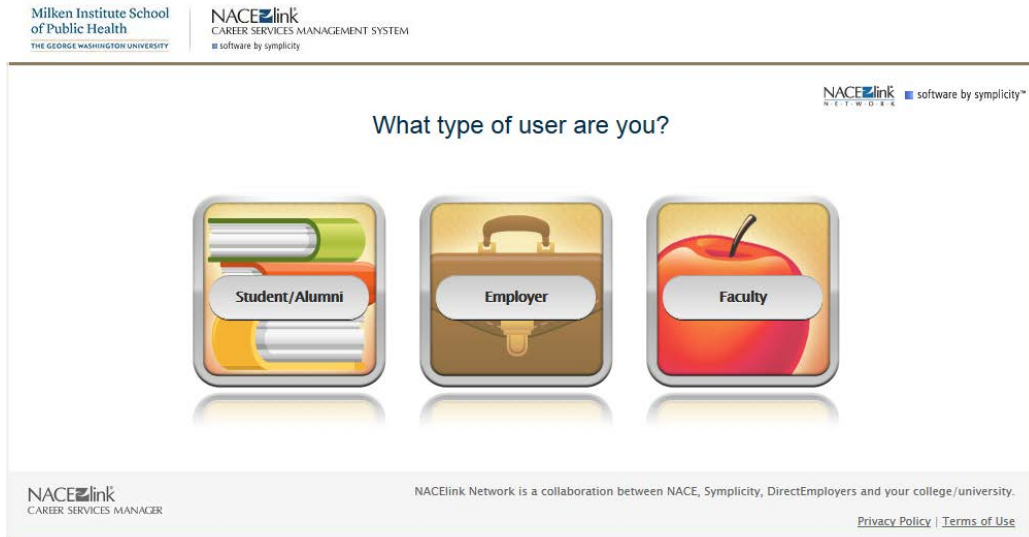 Milken Institute School
of Public Health
THE GEORGE WASHINGTON UNIVERSITY
NACElink
CAREER SERVICES MANAGEMENT SYSTEM
software by symplicity
NACElink
NETWORK
software by symplicity™
What type of user are you?
Student/Alumni
Employer
Faculty
NACElink
CAREER SERVICES MANAGER
NACElink Network is a collaboration between NACE, Symplicity, DirectEmployers and your college/university.
Privacy Policy | Terms of Use